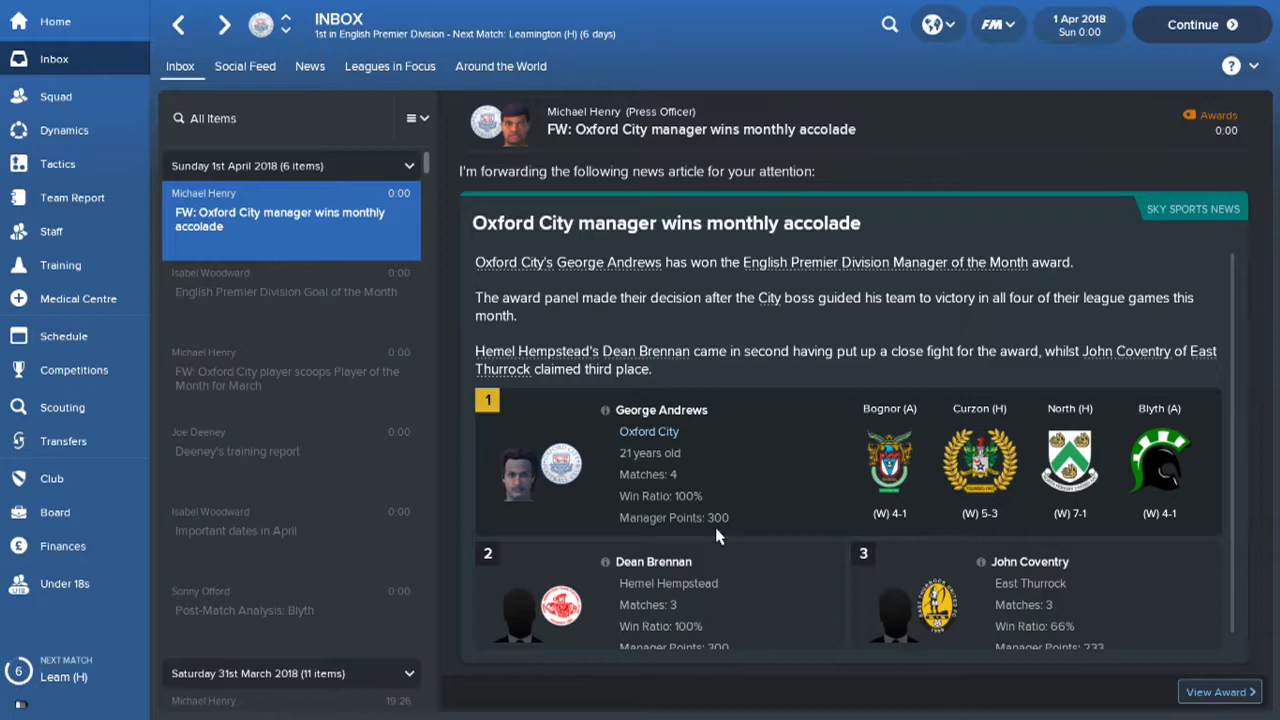 Home
Inbox
Squad
Dynamics
Tactics
Team Report
Staff
Training
Medical Centre
Schedule
Competitions
Scouting
Transfers
Club
Board
Finances
Under 18s
U18
6
NEXT MATCH
Leam (H)
INBOX
1st in English Premier Division - Next Match: Leamington (H) (6 days)
FM
1 Apr 2018
Sun 0:00
Continue
Inbox
Social Feed
News
Leagues in Focus
Around the World
?
All Items
Sunday 1st April 2018 (6 items)
Michael Henry 0:00
FW: Oxford City manager wins monthly
accolade
Isabel Woodward 0:00
English Premier Division Goal of the Month
Michael Henry 0:00
FW: Oxford City player scoops Player of the
Month for March
Joe Deeney 0:00
Deeney's training report
Isabel Woodward 0:00
Important dates in April
Sonny Offord 0:00
Post-Match Analysis: Blyth
Saturday 31st March 2018 (11 items)
Michael Henry 19:26
Michael Henry (Press Officer)
FW: Oxford City manager wins monthly accolade
Awards
0:00
I'm forwarding the following news article for your attention:
SKY SPORTS NEWS
Oxford City manager wins monthly accolade
Oxford City's George Andrews has won the English Premier Division Manager of the Month award.
The award panel made their decision after the City boss guided his team to victory in all four of their league games this
month.
Hemel Hempstead's Dean Brennan came in second having put up a close fight for the award, whilst John Coventry of East
Thurrock claimed third place.
1
George Andrews
Oxford City
21 years old
Matches: 4
Win Ratio: 100%
Manager Points: 300
Bognor (A) Curzon (H) North (H) Blyth (A)
(W) 4-1 (W) 5-3 (W) 7-1 (W) 4-1
2
Dean Brennan
Hemel Hempstead
Matches: 3
Win Ratio: 100%
Manager Points: 300
3
John Coventry
East Thurrock
Matches: 3
Win Ratio: 66%
Manager Points: 233
View Award